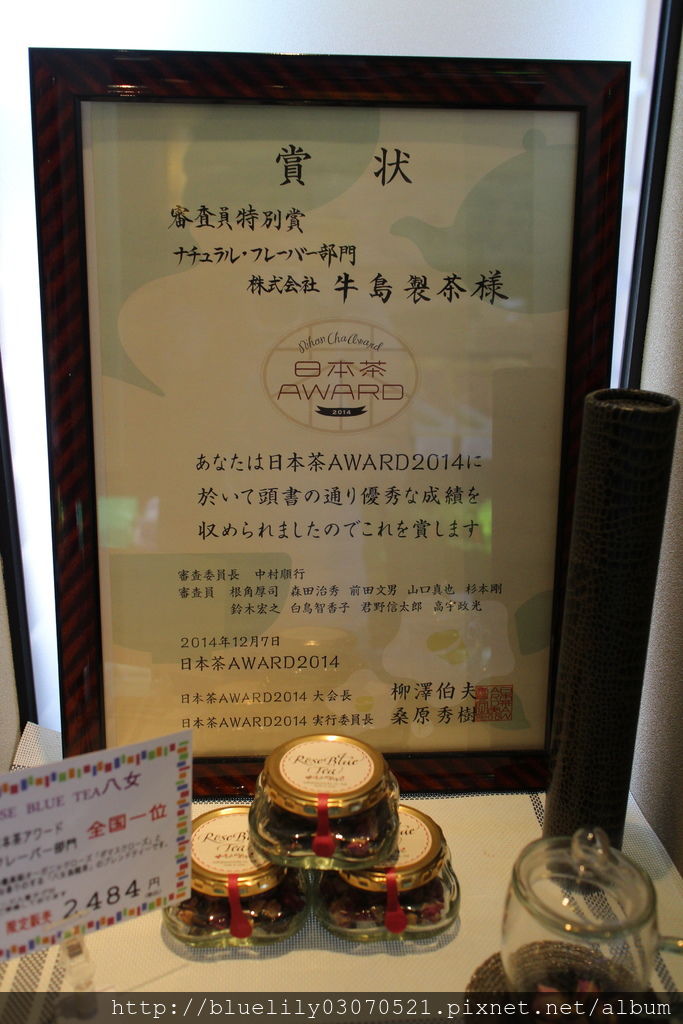 賞 状
審査員特別賞
ナチュラル・フレーバー部門
株式会社 牛島製茶様
Nihon Cha Award
日本茶
AWARD
2014
あなたは日本茶AWARD2014に
於いて頭書の通り優秀な成績を
収められましたのでこれを賞します
審査委員長 中村順行
審査員 根角厚司 森田治秀 前田文男 山口真也 杉本剛
鈴木宏之 白鳥智香子 君野信太郎 高宇政光
2014年12月7日
日本茶AWARD2014
日本茶AWARD2014 大会長 柳澤伯夫
日本茶AWARD2014 実行委員長 桑原秀樹
Rose Blue
Tea
SE BLUE TEA八女
本茶アワード
レーバー部門 全国一位
限定販売 2,484円
http://bluelily03070521.pixnet.net/album